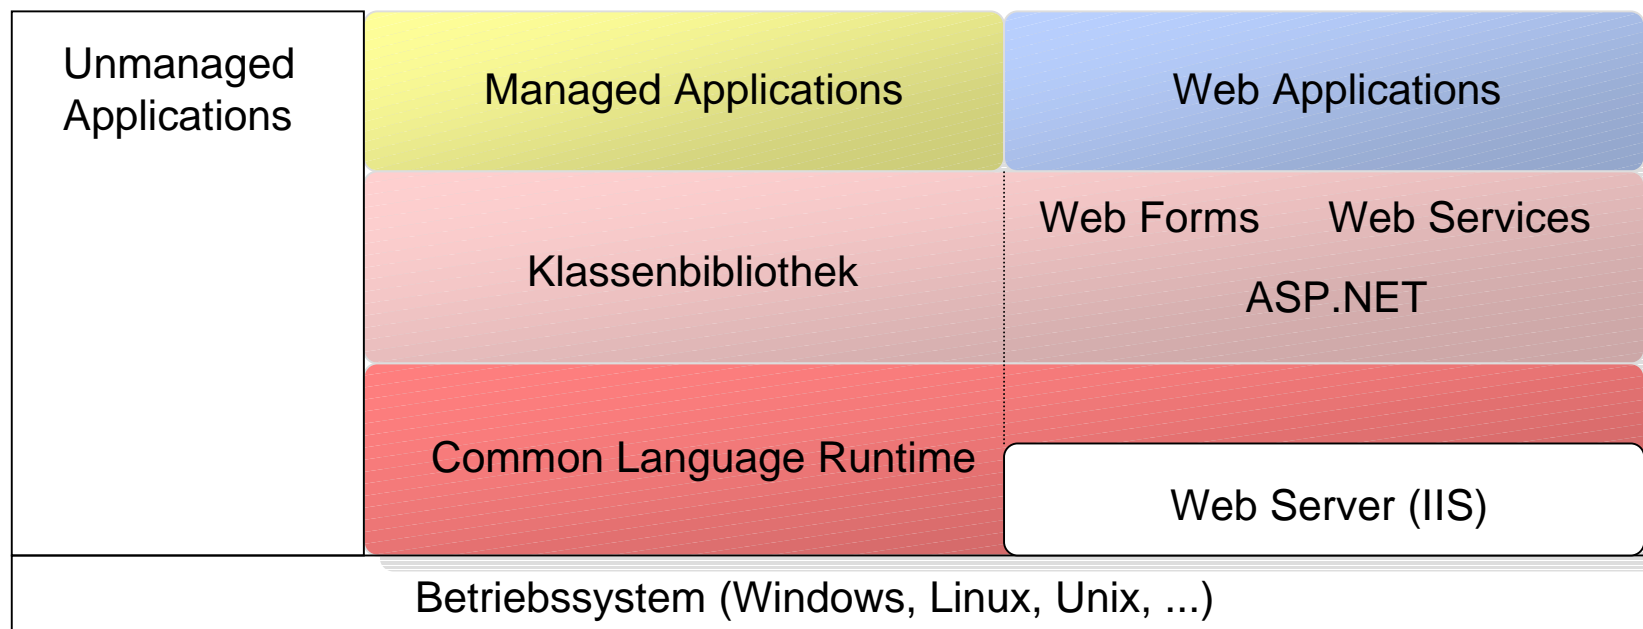 Unmanaged
Applications
Managed Applications
Web Applications
Klassenbibliothek
Web Forms
Web Services
ASP.NET
Common Language Runtime
Web Server (IIS)
Betriebssystem (Windows, Linux, Unix, ...)